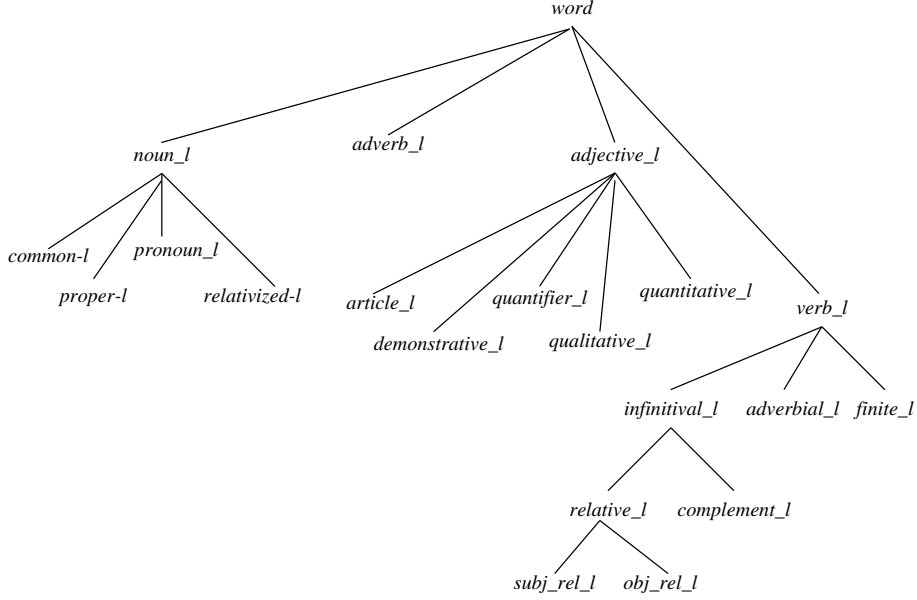 word
adverb_l
noun_l
adjective_l
common-l
pronoun_l
proper-l
relativized-l
article_l
quantifier_l
quantitative_l
demonstrative_l
qualitative_l
verb_l
infinitival_l
adverbial_l
finite_l
relative_l
complement_l
subj_rel_l
obj_rel_l